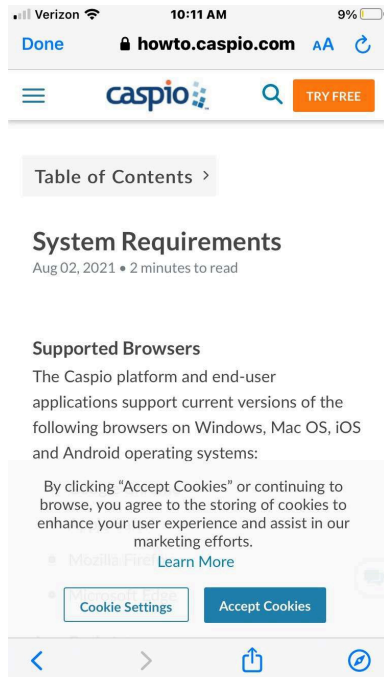 Verizon 10:11 AM 9%
Done howto.caspio.com AA
caspio TRY FREE
Table of Contents >
System Requirements
Aug 02, 2021 • 2 minutes to read
Supported Browsers
The Caspio platform and end-user
applications support current versions of the
following browsers on Windows, Mac OS, iOS
and Android operating systems:
By clicking “Accept Cookies” or continuing to
browse, you agree to the storing of cookies to
enhance your user experience and assist in our
marketing efforts.
• Mozilla Firef
Learn More
• Microsoft Edge
Cookie Settings Accept Cookies